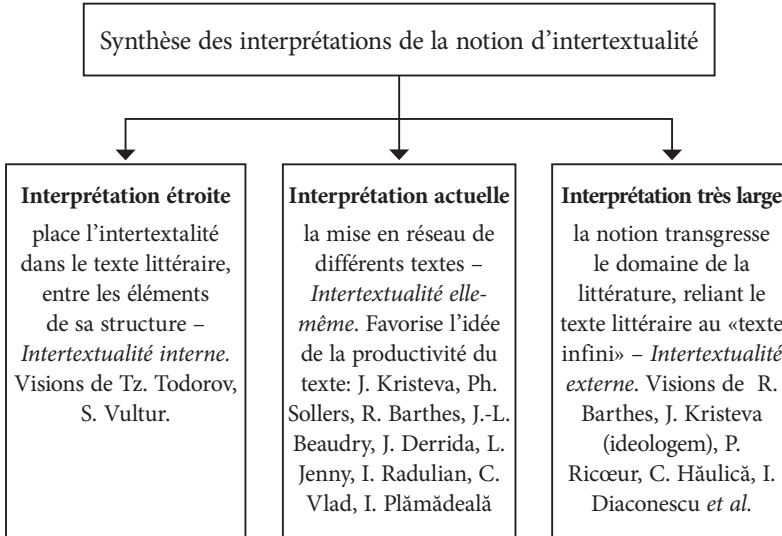 Synthèse des interprétations de la notion d’intertextualité
Interprétation étroite
place l’intertextalité
dans le texte littéraire,
entre les éléments
de sa structure –
Intertextualité interne.
Visions de Tz. Todorov,
S. Vultur.
Interprétation actuelle
la mise en réseau de
différents textes –
Intertextualité elle-
même. Favorise l’idée
de la productivité du
texte: J. Kristeva, Ph.
Sollers, R. Barthes, J.-L.
Beaudry, J. Derrida, L.
Jenny, I. Radulian, C.
Vlad, I. Plămădeală
Interprétation très large
la notion transgresse
le domaine de la
littérature, reliant le
texte littéraire au «texte
infini» – Intertextualité
externe. Visions de R.
Barthes, J. Kristeva
(ideologem), P.
Ricœur, C. Hăulică, I.
Diaconescu et al.